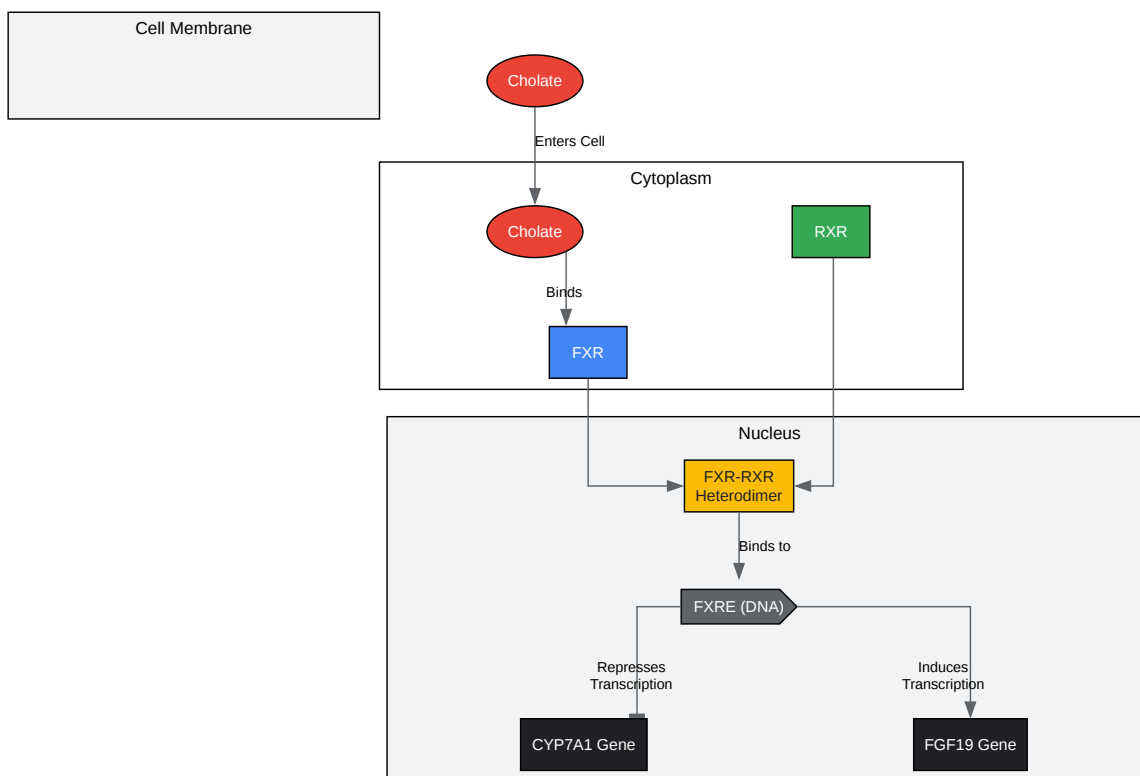 Cell Membrane
Cholate
Enters Cell
Cytoplasm
Cholate
RXR
Binds
FXR
Nucleus
FXR-RXR
Heterodimer
Binds to
FXRE (DNA)
Represses
Transcription
Induces
Transcription
CYP7A1 Gene
FGF19 Gene